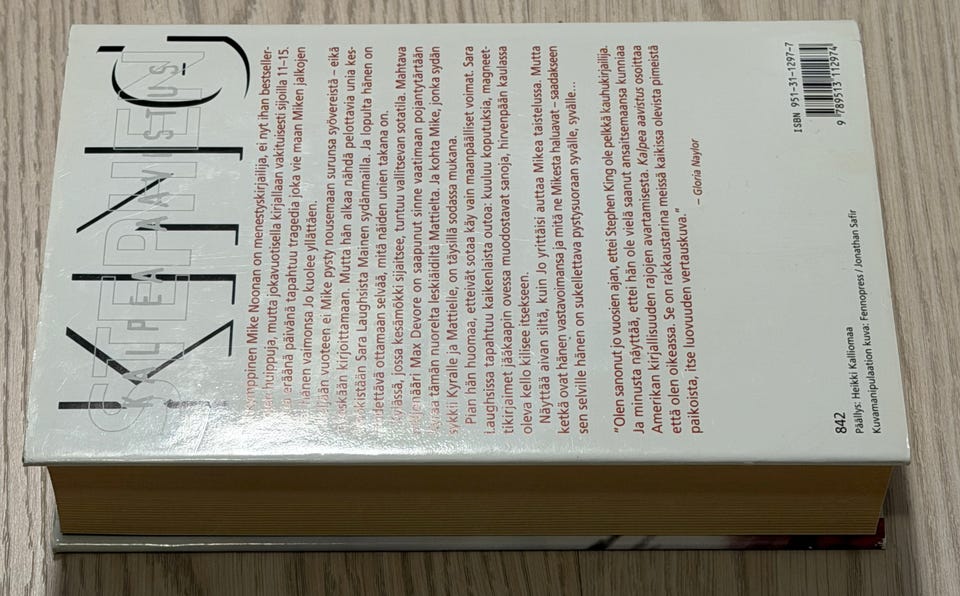 STEPHEN
KING
KALPEA AAVISTUS
Mike Noonan on menestyskirjailija, ei nyt ihan bestseller-
huippuja, mutta jokavuotisella kirjallaan vakituisesti sijoilla 11–15.
eräänä päivänä tapahtuu tragedia joka vie maan Miken jalkojen
hänen vaimonsa Jo kuolee yllättäen.
vuoteen ei Mike pysty nousemaan surunsa syövereistä – eikä
kirjoittamaan. Mutta hän alkaa nähdä pelottavia unia kes-
Sara Laughsista Mainen sydänmailla. Ja lopulta hänen on
ottamaan selvää, mitä näiden unien takana on.
jossa kesämökki sijaitsee, tuntuu vallitsevan sotatila. Mahtava
Max Devore on saapunut sinne vaatimaan pojantytärtään
tämän nuorelta leskiäidiltä Mattielta. Ja kohta Mike, jonka sydän
sykkii Kyralle ja Mattielle, on täysillä sodassa mukana.
Pian hän huomaa, etteivät sotaa käy vain maanpäälliset voimat. Sara
Laughsissa tapahtuu kaikenlaista outoa: kuuluu koputuksia, magneet-
tikirjaimet jääkaapin ovessa muodostavat sanoja, hirvenpään kaulassa
oleva kello kilisee itsekseen.
Näyttää aivan siltä, kuin Jo yrittäisi auttaa Mikea taistelussa. Mutta
ketkä ovat hänen vastavoimansa ja mitä ne Mikesta haluavat – saadakseen
sen selville hänen on sukellettava pystysuoraan syvälle, syvälle...
"Olen sanonut jo vuosien ajan, ettei Stephen King ole pelkkä kauhukirjailija.
Ja minusta näyttää, ettei hän ole vielä saanut ansaitsemaansa kunniaa
Amerikan kirjallisuuden rajojen avartamisesta. Kalpea aavistus osoittaa
että olen oikeassa. Se on rakkaustarina meissä kaikissa olevista pimeistä
paikoista, itse luovuuden vertauskuva."
– Gloria Naylor
842
Päällys: Heikki Kalliomaa
Kuvamanipulaation kuva: Fennopress / Jonathan Safir
ISBN 951-31-1297-7
9 789513 112974